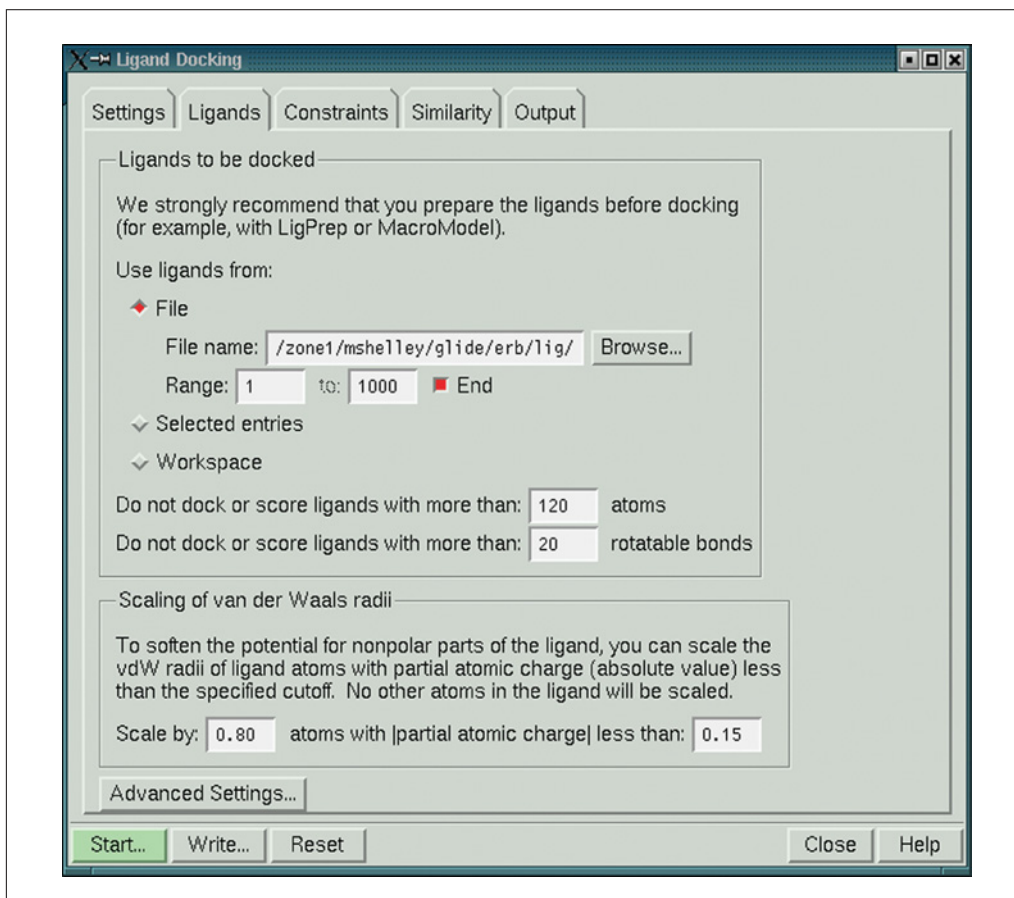 Ligand Docking
Settings Ligands Constraints Similarity Output
Ligands to be docked
We strongly recommend that you prepare the ligands before docking
(for example, with LigPrep or MacroModel).
Use ligands from:
File
File name: /zone1/mshelley/glide/erb/lig/ Browse...
Range: 1 to: 1000 End
Selected entries
Workspace
Do not dock or score ligands with more than: 120 atoms
Do not dock or score ligands with more than: 20 rotatable bonds
Scaling of van der Waals radii
To soften the potential for nonpolar parts of the ligand, you can scale the
vdW radii of ligand atoms with partial atomic charge (absolute value) less
than the specified cutoff. No other atoms in the ligand will be scaled.
Scale by: 0.80 atoms with |partial atomic charge| less than: 0.15
Advanced Settings...
Start... Write... Reset Close Help